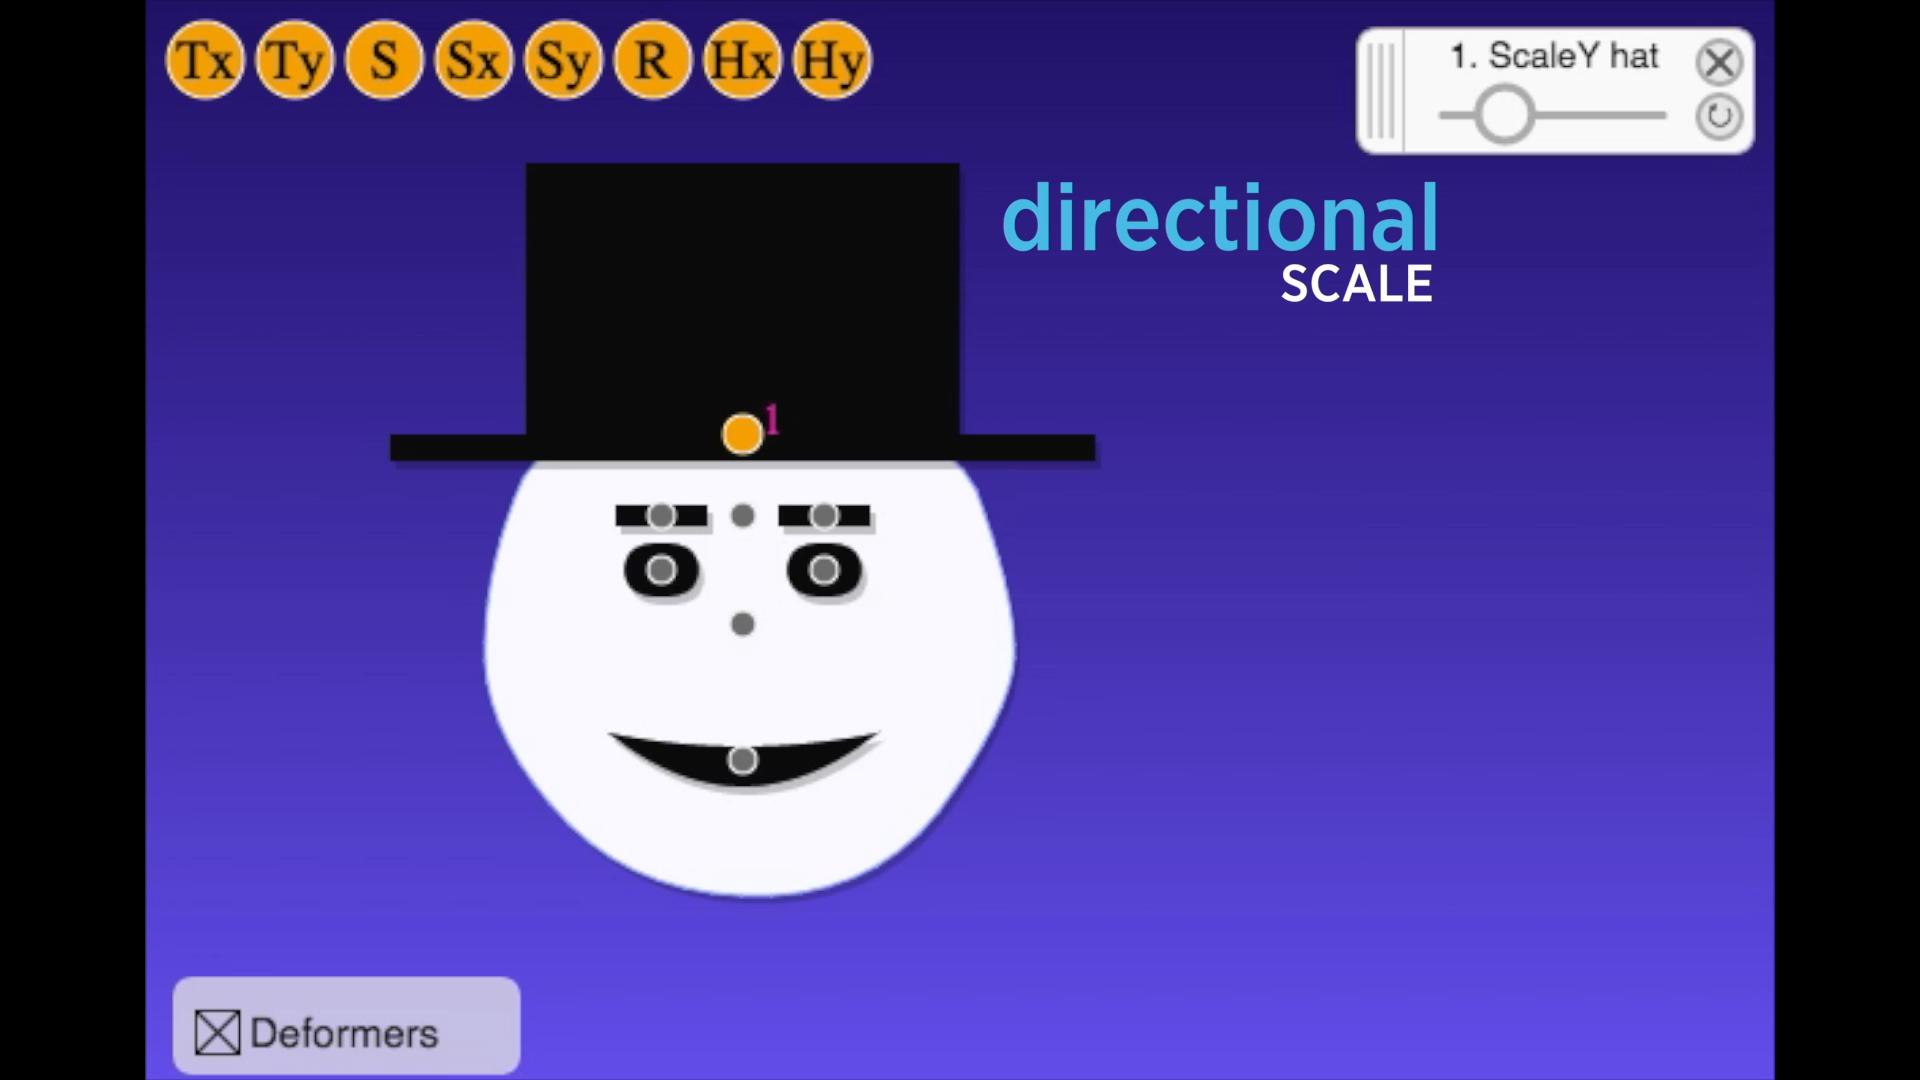 Tx Ty S Sx Sy R Hx Hy
1. ScaleY hat
directional
SCALE
1
Deformers